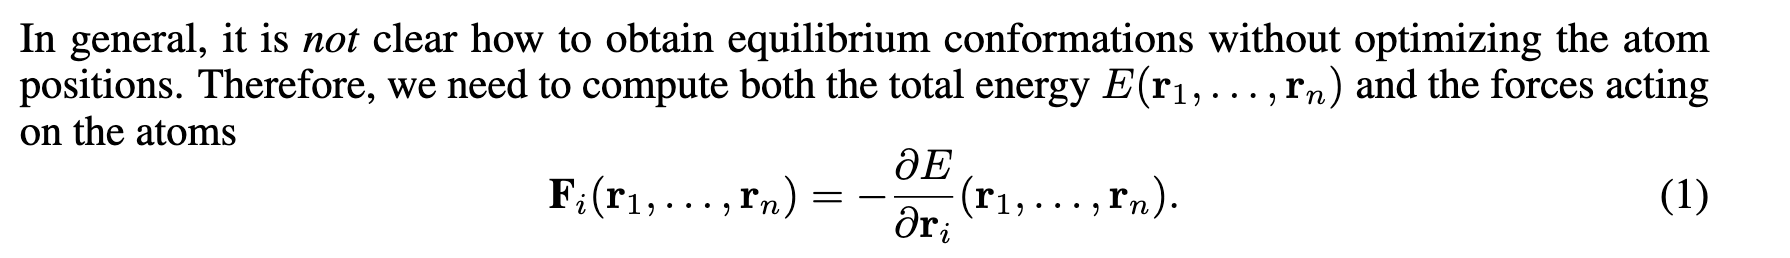 In general, it is not clear how to obtain equilibrium conformations without optimizing the atom
positions. Therefore, we need to compute both the total energy E(r₁, . . . , rₙ) and the forces acting
on the atoms
Fᵢ(r₁, . . . , rₙ) = −∂E/∂rᵢ (r₁, . . . , rₙ). (1)